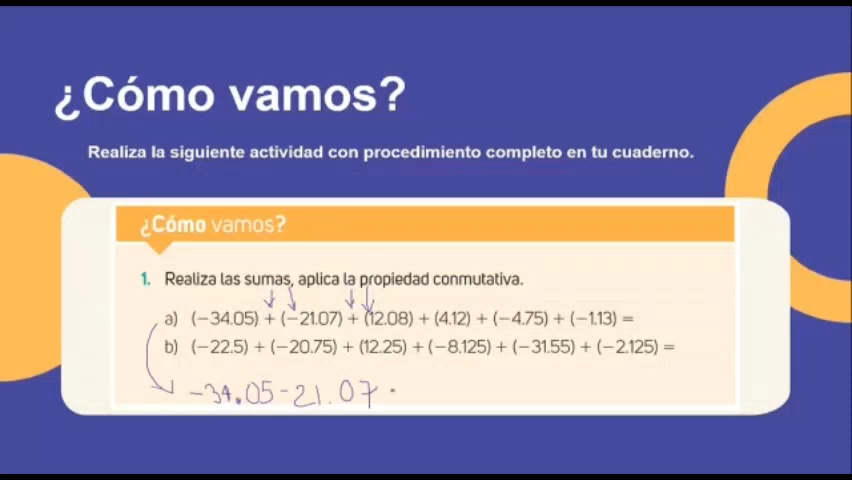 ¿Cómo vamos?
Realiza la siguiente actividad con procedimiento completo en tu cuaderno.
¿Cómo vamos?
1. Realiza las sumas, aplica la propiedad conmutativa.
a) (−34.05) + (−21.07) + (12.08) + (4.12) + (−4.75) + (−1.13) =
b) (−22.5) + (−20.75) + (12.25) + (−8.125) + (−31.55) + (−2.125) =
−34.05−21.07